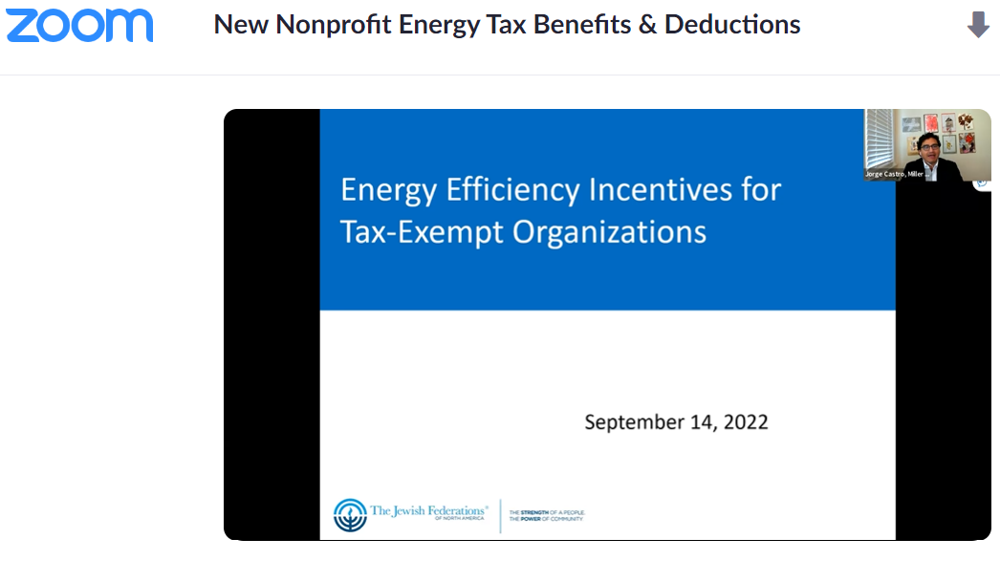 zoom
New Nonprofit Energy Tax Benefits & Deductions
Jorge Castro, Miller
Energy Efficiency Incentives for
Tax-Exempt Organizations
September 14, 2022
The Jewish Federations®
OF NORTH AMERICA
THE STRENGTH OF A PEOPLE.
THE POWER OF COMMUNITY.